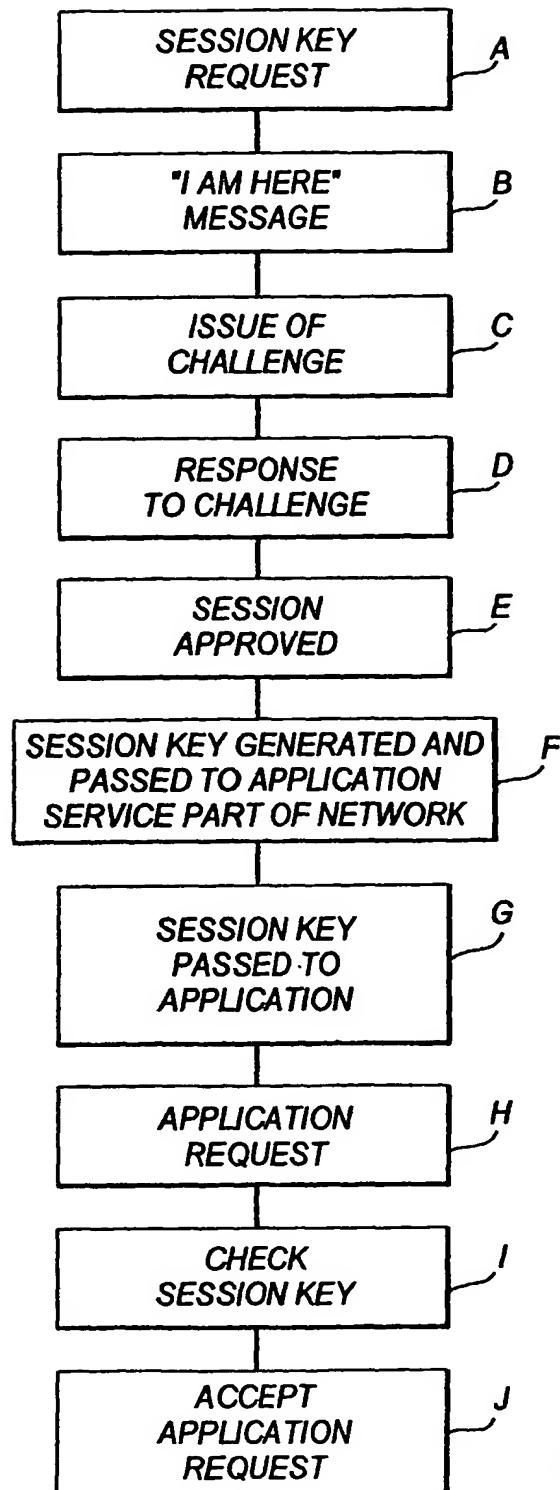 SESSION KEY
REQUEST
A
"I AM HERE"
MESSAGE
B
ISSUE OF
CHALLENGE
C
RESPONSE
TO CHALLENGE
D
SESSION
APPROVED
E
SESSION KEY GENERATED AND
PASSED TO APPLICATION
SERVICE PART OF NETWORK
F
SESSION KEY
PASSED TO
APPLICATION
G
APPLICATION
REQUEST
H
CHECK
SESSION KEY
I
ACCEPT
APPLICATION
REQUEST
J